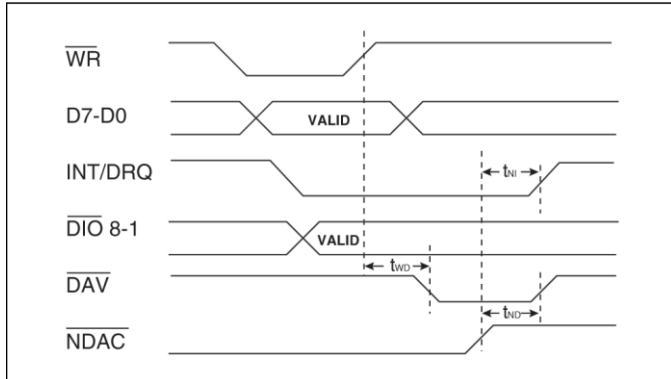 WR
D7-D0
VALID
INT/DRQ
tNI
DIO 8-1
VALID
tWD
DAV
tND
NDAC